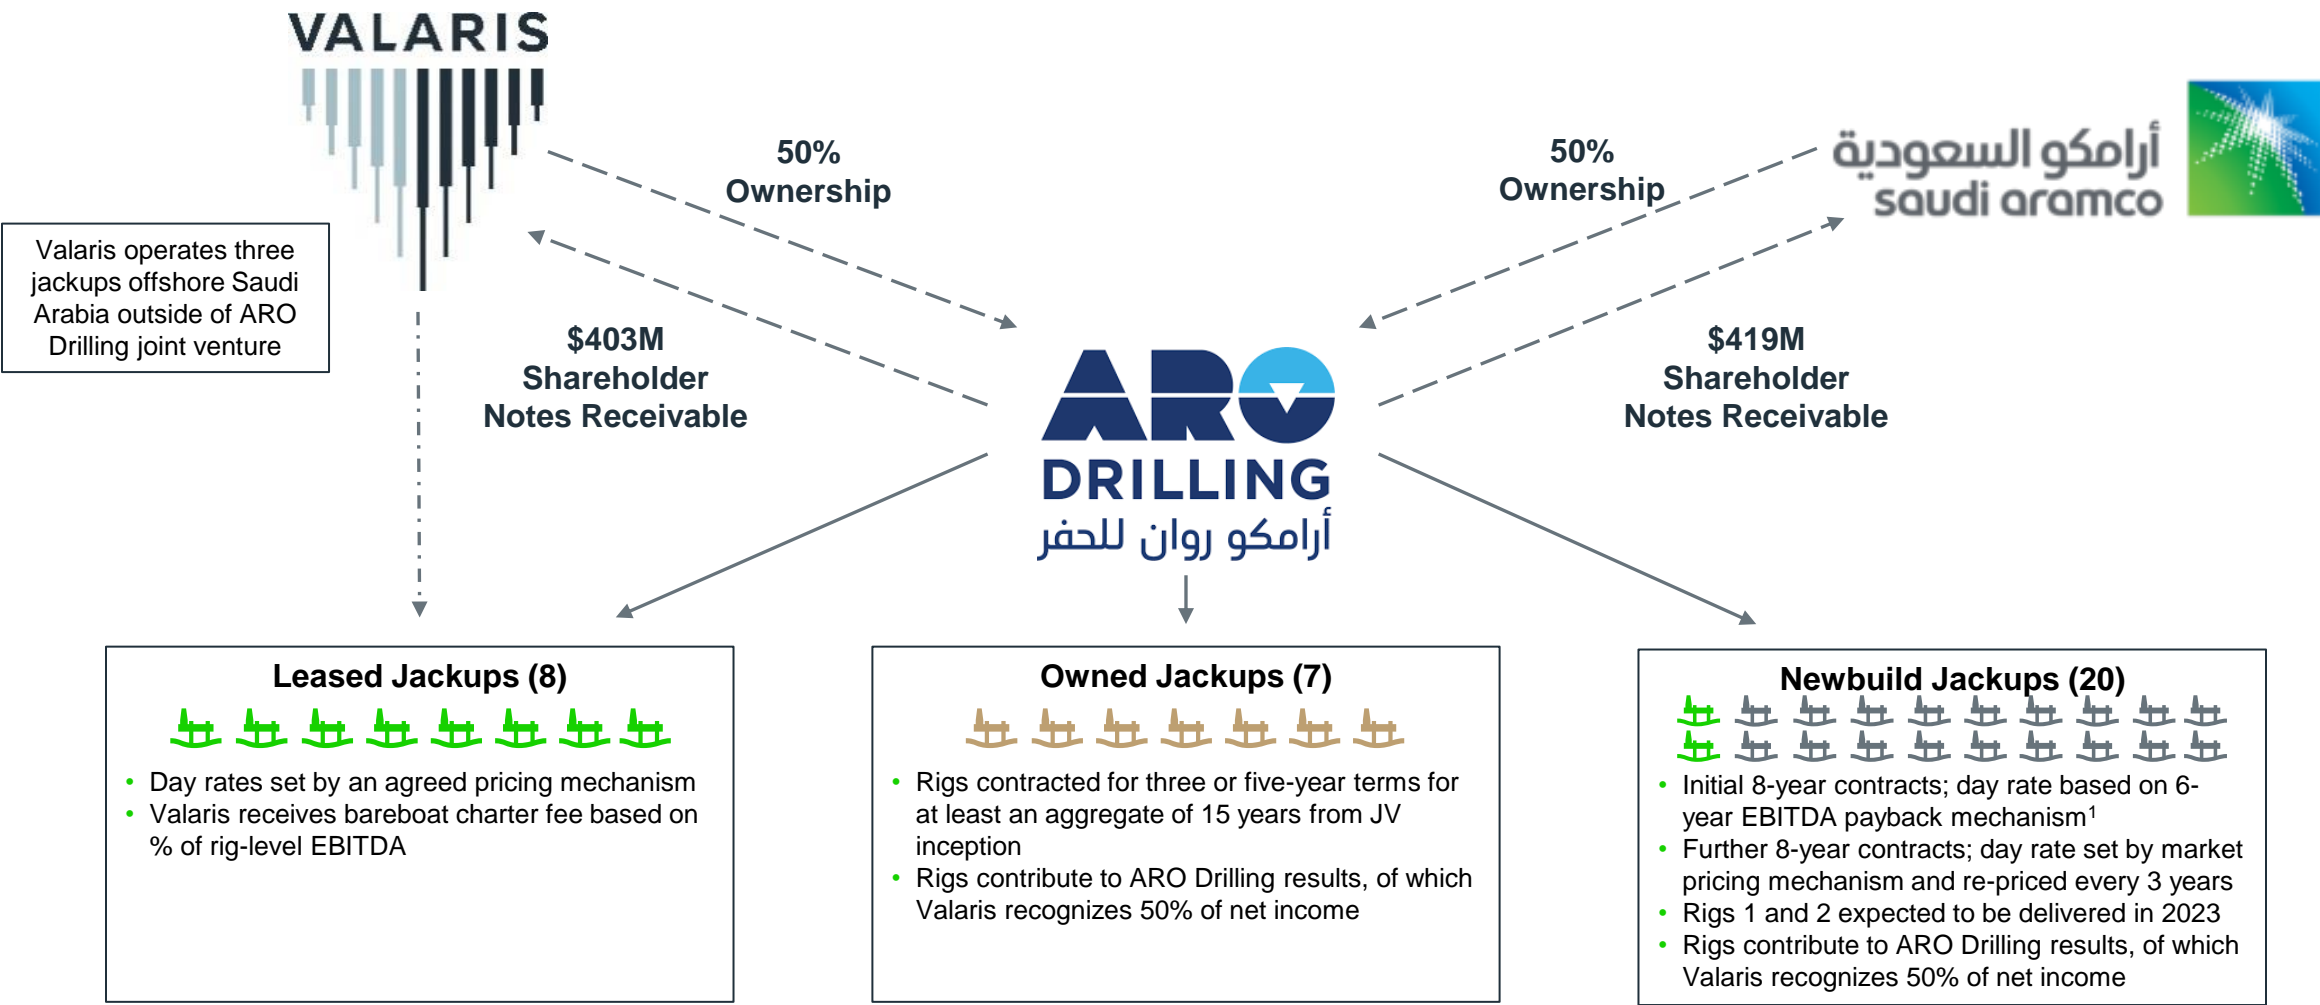 VALARIS
50%
Ownership
50%
Ownership
أرامكو السعودية
saudi aramco
Valaris operates three
jackups offshore Saudi
Arabia outside of ARO
Drilling joint venture
$403M
Shareholder
Notes Receivable
$419M
Shareholder
Notes Receivable
ARO
DRILLING
أرامكو روان للحفر
Leased Jackups (8)
• Day rates set by an agreed pricing mechanism
• Valaris receives bareboat charter fee based on
% of rig-level EBITDA
Owned Jackups (7)
• Rigs contracted for three or five-year terms for
at least an aggregate of 15 years from JV
inception
• Rigs contribute to ARO Drilling results, of which
Valaris recognizes 50% of net income
Newbuild Jackups (20)
• Initial 8-year contracts; day rate based on 6-
year EBITDA payback mechanism¹
• Further 8-year contracts; day rate set by market
pricing mechanism and re-priced every 3 years
• Rigs 1 and 2 expected to be delivered in 2023
• Rigs contribute to ARO Drilling results, of which
Valaris recognizes 50% of net income